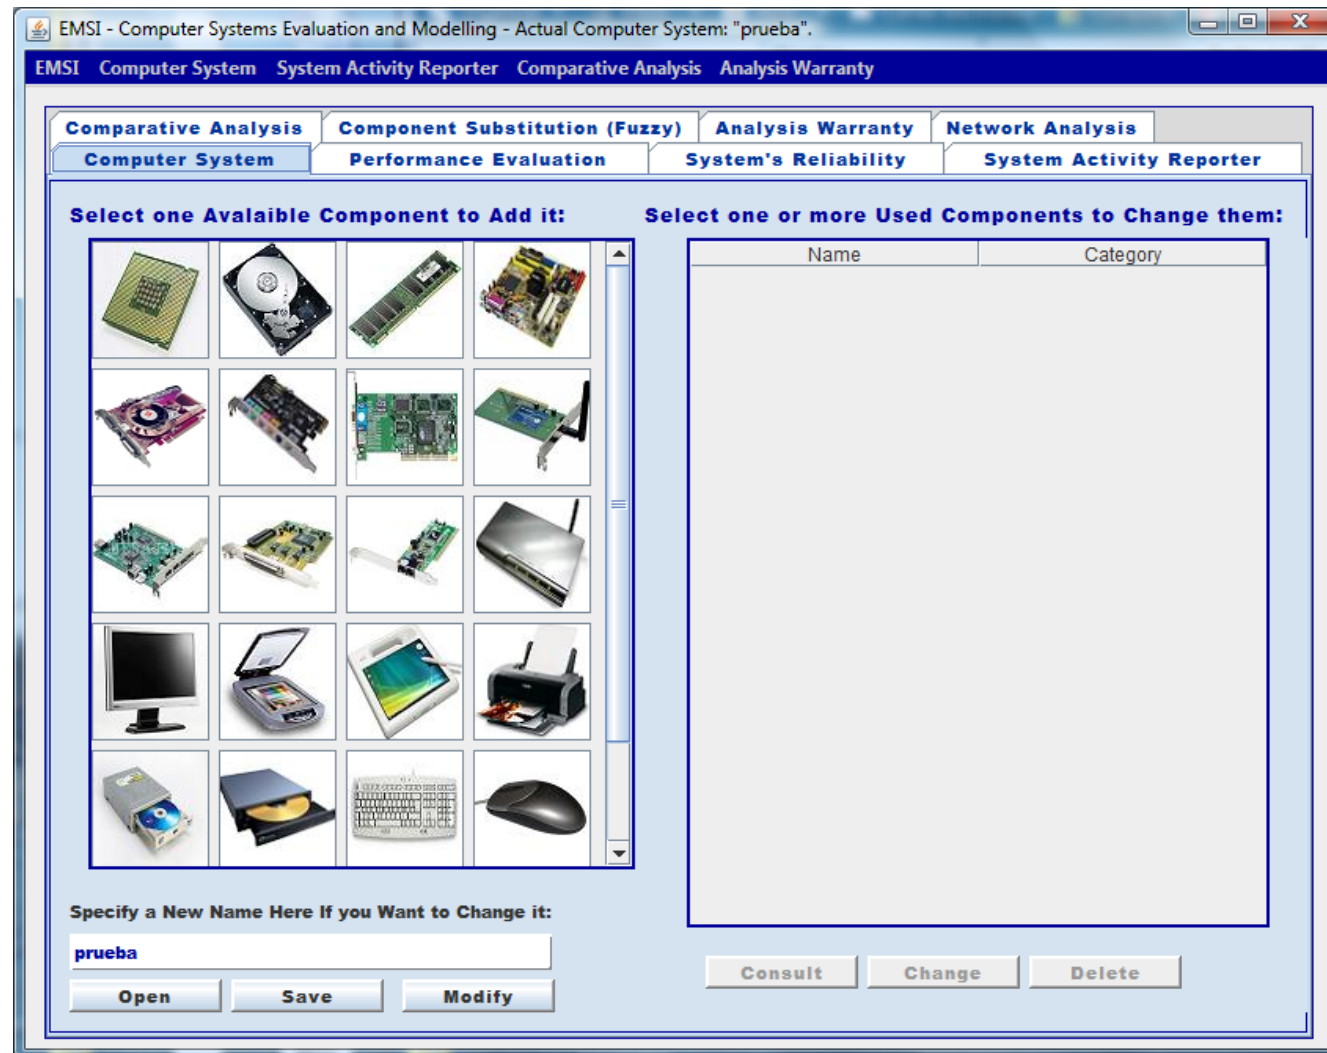 EMSI - Computer Systems Evaluation and Modelling - Actual Computer System: "prueba".
EMSI Computer System System Activity Reporter Comparative Analysis Analysis Warranty
Comparative Analysis Component Substitution (Fuzzy) Analysis Warranty Network Analysis
Computer System Performance Evaluation System's Reliability System Activity Reporter
Select one Avalaible Component to Add it: Select one or more Used Components to Change them:
Name Category
Specify a New Name Here If you Want to Change it:
prueba
Consult Change Delete
Open Save Modify